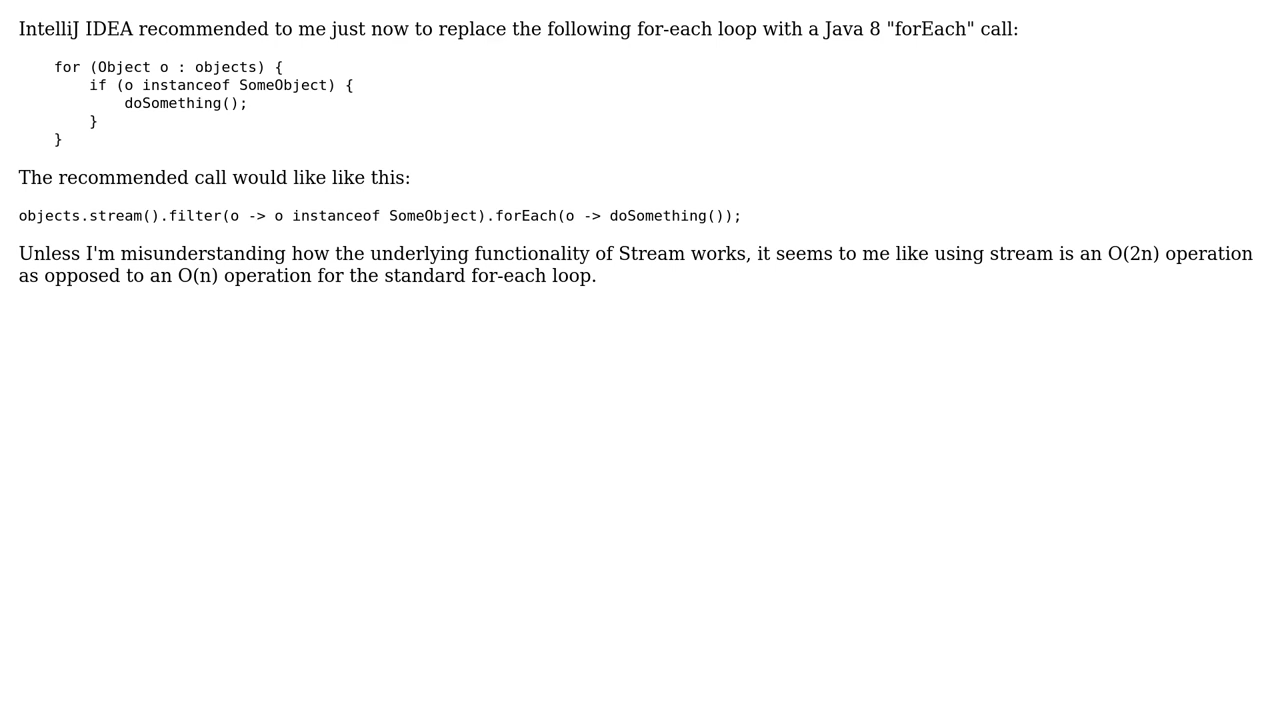 IntelliJ IDEA recommended to me just now to replace the following for-each loop with a Java 8 "forEach" call:
for (Object o : objects) {
if (o instanceof SomeObject) {
doSomething();
}
}
The recommended call would like like this:
objects.stream().filter(o -> o instanceof SomeObject).forEach(o -> doSomething());
Unless I'm misunderstanding how the underlying functionality of Stream works, it seems to me like using stream is an O(2n) operation
as opposed to an O(n) operation for the standard for-each loop.